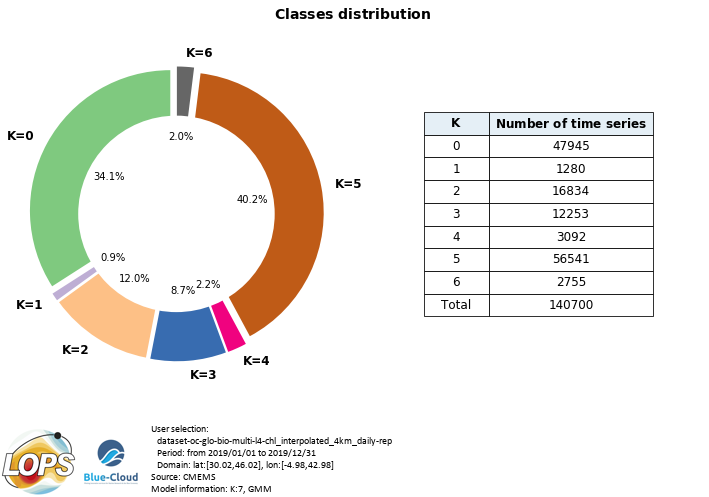 Classes distribution
K=6
K=0
K=5
2.0%
34.1%
40.2%
0.9%
12.0%
8.7%
2.2%
K=1
K=2
K=3
K=4
K Number of time series
0 47945
1 1280
2 16834
3 12253
4 3092
5 56541
6 2755
Total 140700
LOPS
Blue-Cloud
User selection:
dataset-oc-glo-bio-multi-l4-chl_interpolated_4km_daily-rep
Period: from 2019/01/01 to 2019/12/31
Domain: lat:[30.02,46.02], lon:[-4.98,42.98]
Source: CMEMS
Model information: K:7, GMM